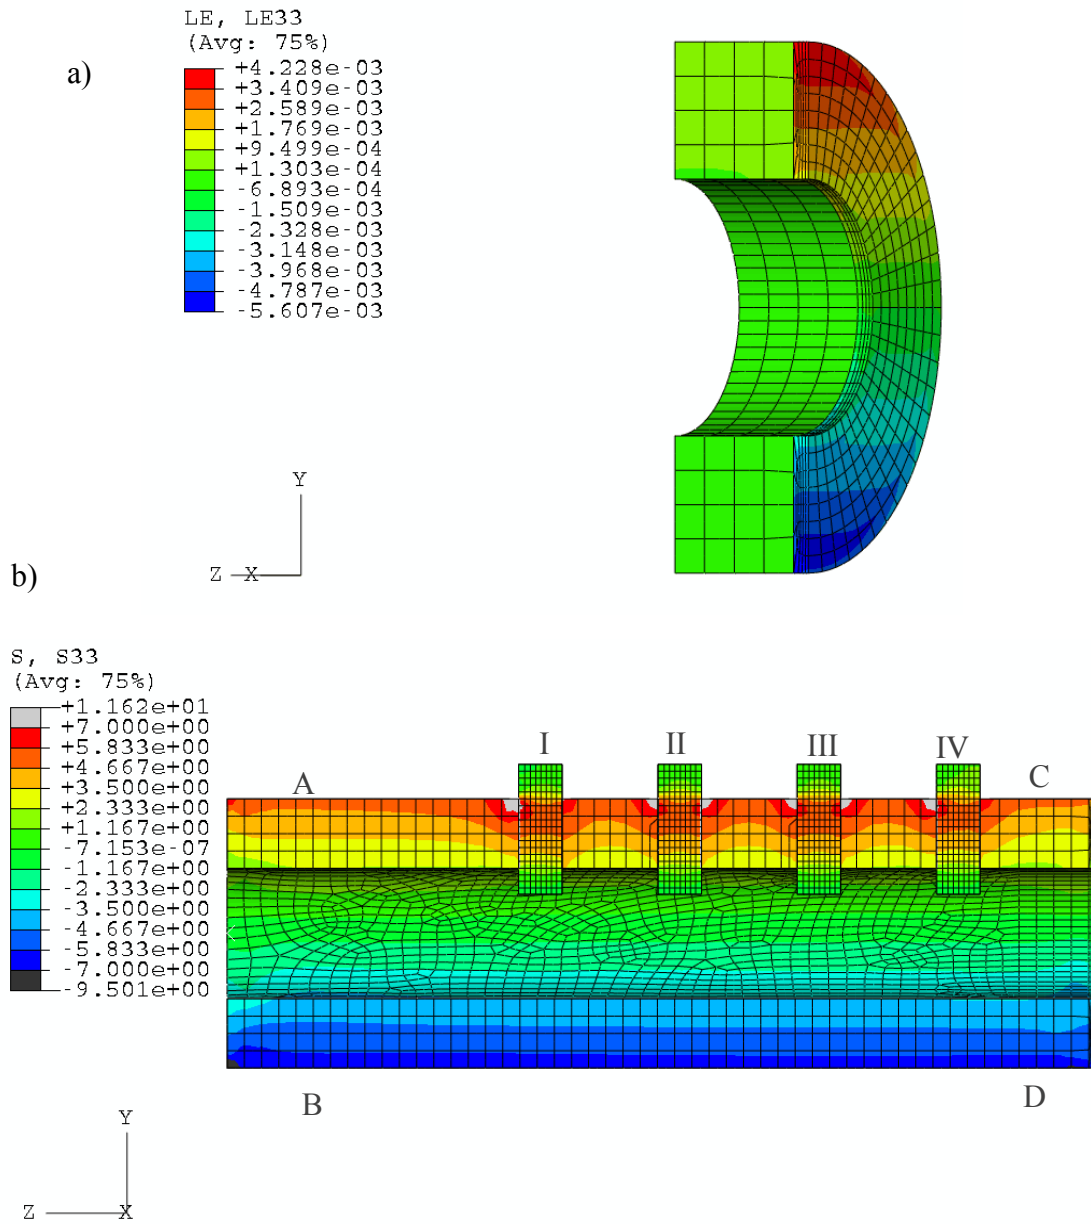 LE, LE33
(Avg: 75%)
a)
+4.228e-03
+3.409e-03
+2.589e-03
+1.769e-03
+9.499e-04
+1.303e-04
-6.893e-04
-1.509e-03
-2.328e-03
-3.148e-03
-3.968e-03
-4.787e-03
-5.607e-03
Y
Z X
b)
S, S33
(Avg: 75%)
+1.162e+01
+7.000e+00
+5.833e+00
+4.667e+00
+3.500e+00
+2.333e+00
+1.167e+00
-7.153e-07
-1.167e+00
-2.333e+00
-3.500e+00
-4.667e+00
-5.833e+00
-7.000e+00
-9.501e+00
I II III IV
A C
B D
Y
Z X